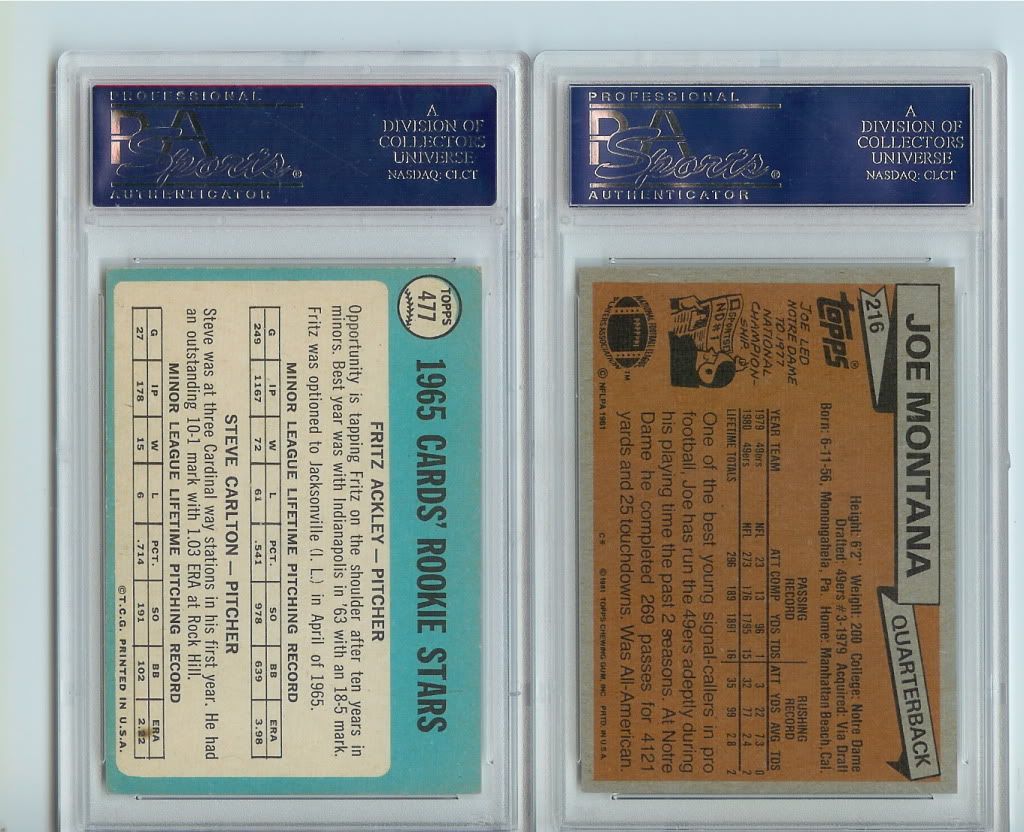 PROFESSIONAL
PSA
Sports®
AUTHENTICATOR
A
DIVISION OF
COLLECTORS
UNIVERSE
NASDAQ: CLCT
TOPPS
477
1965 CARDS' ROOKIE STARS
FRITZ ACKLEY — PITCHER
Opportunity is tapping Fritz on the shoulder after ten years in
minors. Best year was with Indianapolis in '63 with an 18-5 mark.
Fritz was optioned to Jacksonville (I. L.) in April of 1965.
MINOR LEAGUE LIFETIME PITCHING RECORD
G IP W L PCT. SO BB ERA
249 1167 72 61 .541 978 639 3.98
STEVE CARLTON — PITCHER
Steve was at three Cardinal way stations in his first year. He had
an outstanding 10-1 mark with 1.03 ERA at Rock Hill.
MINOR LEAGUE LIFETIME PITCHING RECORD
G IP W L PCT. SO BB ERA
27 178 15 6 .714 191 102 2.22
©T.C.G. PRINTED IN U.S.A.
PROFESSIONAL
PSA
Sports®
AUTHENTICATOR
A
DIVISION OF
COLLECTORS
UNIVERSE
NASDAQ: CLCT
JOE MONTANA QUARTERBACK
216
TOPPS®
Height: 6'2" Weight: 200 College: Notre Dame
Drafted: 49ers #3-1979 Acquired: Via Draft
Born: 6-11-56, Monongahela, Pa. Home: Manhattan Beach, Cal.
JOE LED
NOTRE DAME
TO 1977
NATIONAL
CHAMPION-
SHIP
SPORTS
NO 1
PASSING RECORD RUSHING RECORD
YEAR TEAM ATT COMP YDS TDS ATT YDS AVG TDS
1979 49ers NFL 23 13 96 1 3 22 7.3 0
1980 49ers NFL 273 176 1795 15 32 77 2.4 2
LIFETIME TOTALS 296 189 1891 16 35 99 2.8 2
One of the best young signal-callers in pro
football, Joe has run the 49ers adeptly during
his playing time the past 2 seasons. At Notre
Dame he completed 269 passes for 4121
yards and 25 touchdowns. Was All-American.
TM
© NFLPA 1981
C* © 1981 TOPPS CHEWING GUM, INC. PRTD. IN U.S.A.